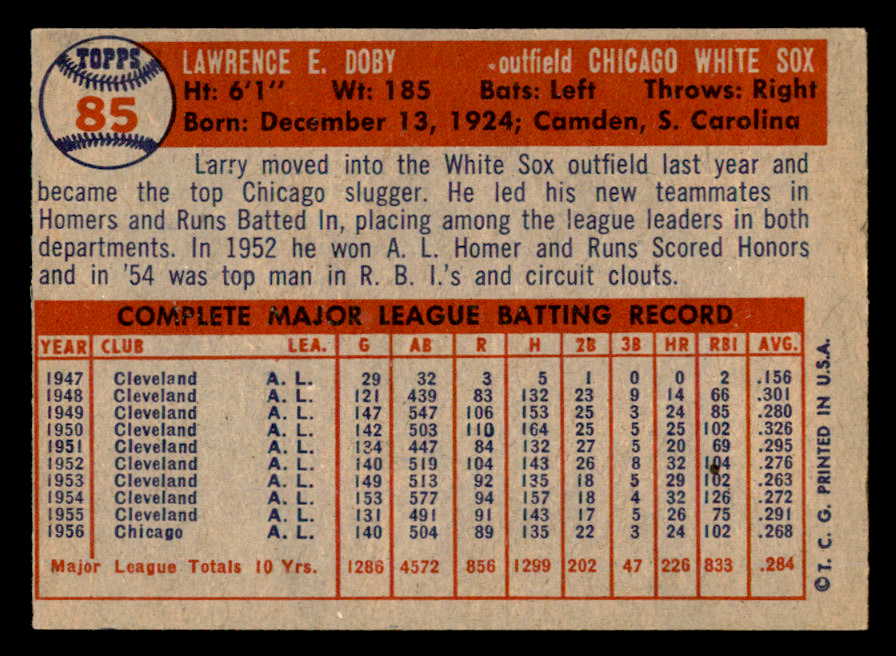 TOPPS
85
LAWRENCE E. DOBY outfield CHICAGO WHITE SOX
Ht: 6'1" Wt: 185 Bats: Left Throws: Right
Born: December 13, 1924; Camden, S. Carolina
Larry moved into the White Sox outfield last year and
became the top Chicago slugger. He led his new teammates in
Homers and Runs Batted In, placing among the league leaders in both
departments. In 1952 he won A. L. Homer and Runs Scored Honors
and in '54 was top man in R. B. I.'s and circuit clouts.
COMPLETE MAJOR LEAGUE BATTING RECORD
YEAR CLUB LEA. G AB R H 2B 3B HR RBI AVG.
1947 Cleveland A. L. 29 32 3 5 1 0 0 2 .156
1948 Cleveland A. L. 121 439 83 132 23 9 14 66 .301
1949 Cleveland A. L. 147 547 106 153 25 3 24 85 .280
1950 Cleveland A. L. 142 503 110 164 25 5 25 102 .326
1951 Cleveland A. L. 134 447 84 132 27 5 20 69 .295
1952 Cleveland A. L. 140 519 104 143 26 8 32 104 .276
1953 Cleveland A. L. 149 513 92 135 18 5 29 102 .263
1954 Cleveland A. L. 153 577 94 157 18 4 32 126 .272
1955 Cleveland A. L. 131 491 91 143 17 5 26 75 .291
1956 Chicago A. L. 140 504 89 135 22 3 24 102 .268
Major League Totals 10 Yrs. 1286 4572 856 1299 202 47 226 833 .284
© T. C. G. PRINTED IN U.S.A.